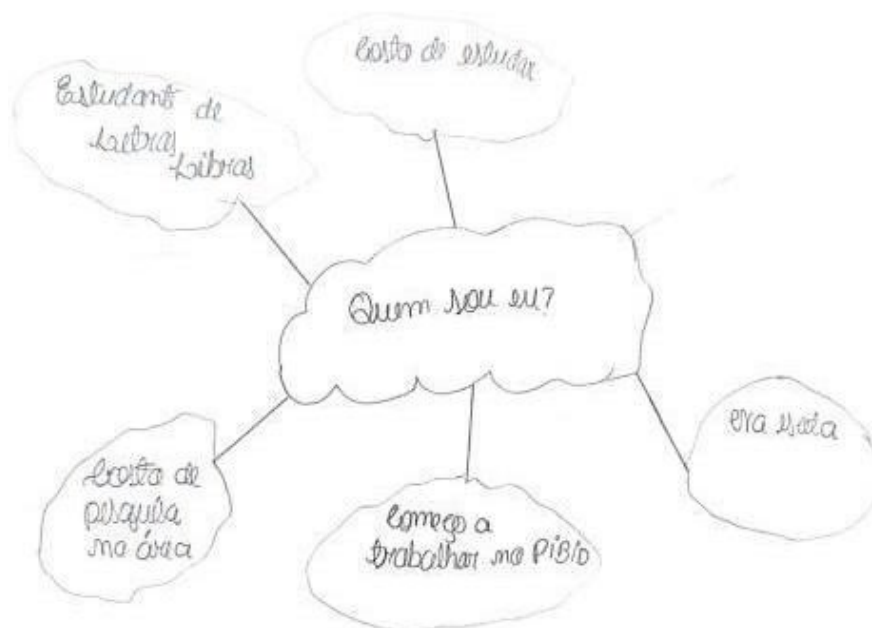 Gosto de estudar
Estudante de
Letras
Libras
Quem sou eu?
era
Gosto de
pesquisa
na área
Começo a
trabalhar no PIBID